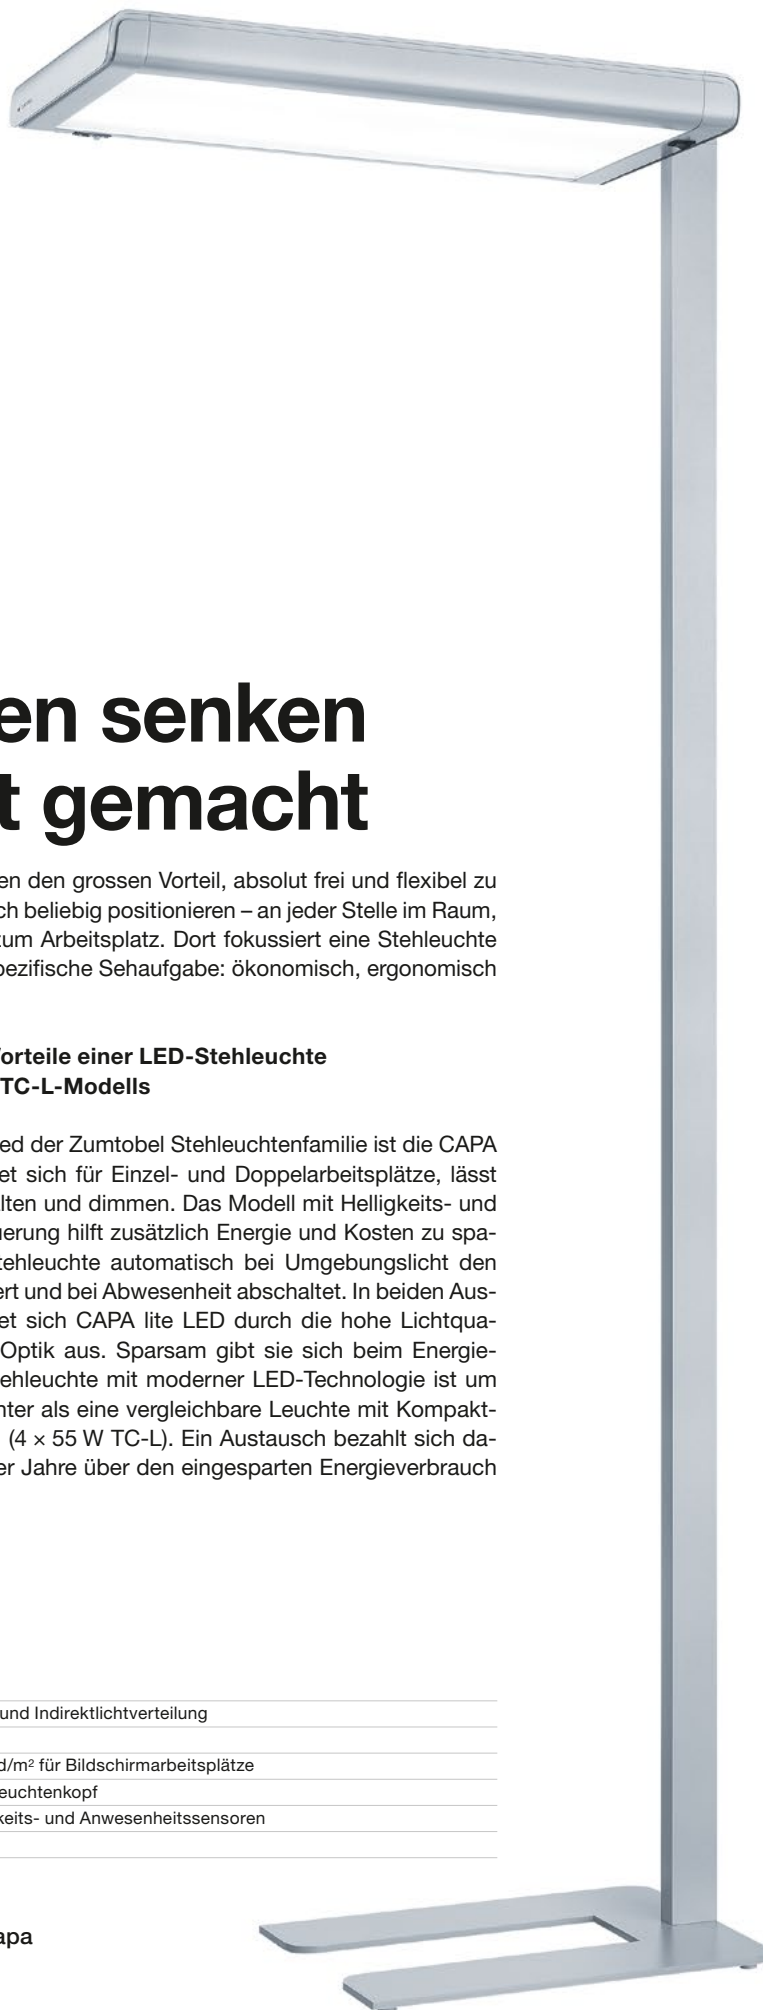 en senken
t gemacht
en den grossen Vorteil, absolut frei und flexibel zu
ch beliebig positionieren – an jeder Stelle im Raum,
zum Arbeitsplatz. Dort fokussiert eine Stehleuchte
pezifische Sehaufgabe: ökonomisch, ergonomisch
Vorteile einer LED-Stehleuchte
TC-L-Modells
ed der Zumtobel Stehleuchtenfamilie ist die CAPA
et sich für Einzel- und Doppelarbeitsplätze, lässt
lten und dimmen. Das Modell mit Helligkeits- und
uerung hilft zusätzlich Energie und Kosten zu spa-
tehleuchte automatisch bei Umgebungslicht den
ert und bei Abwesenheit abschaltet. In beiden Aus-
et sich CAPA lite LED durch die hohe Lichtqua-
Optik aus. Sparsam gibt sie sich beim Energie-
ehleuchte mit moderner LED-Technologie ist um
nter als eine vergleichbare Leuchte mit Kompakt-
(4 × 55 W TC-L). Ein Austausch bezahlt sich da-
er Jahre über den eingesparten Energieverbrauch
und Indirektlichtverteilung
d/m² für Bildschirmarbeitsplätze
euchtenkopf
keits- und Anwesenheitssensoren
apa